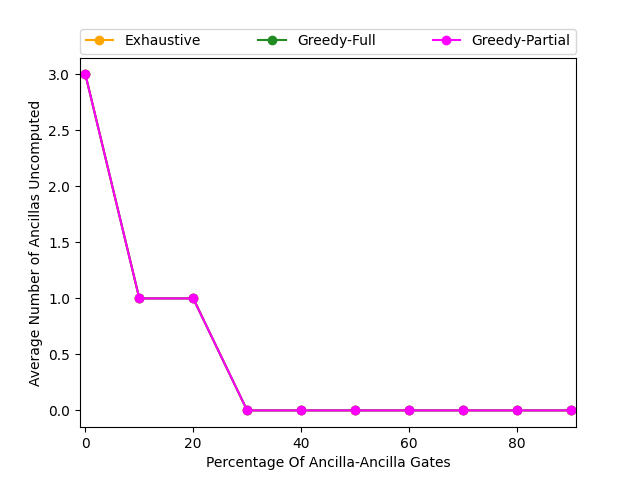 Exhaustive Greedy-Full Greedy-Partial
3.0
2.5
2.0
1.5
1.0
0.5
0.0
Average Number of Ancillas Uncomputed
0 20 40 60 80
Percentage Of Ancilla-Ancilla Gates